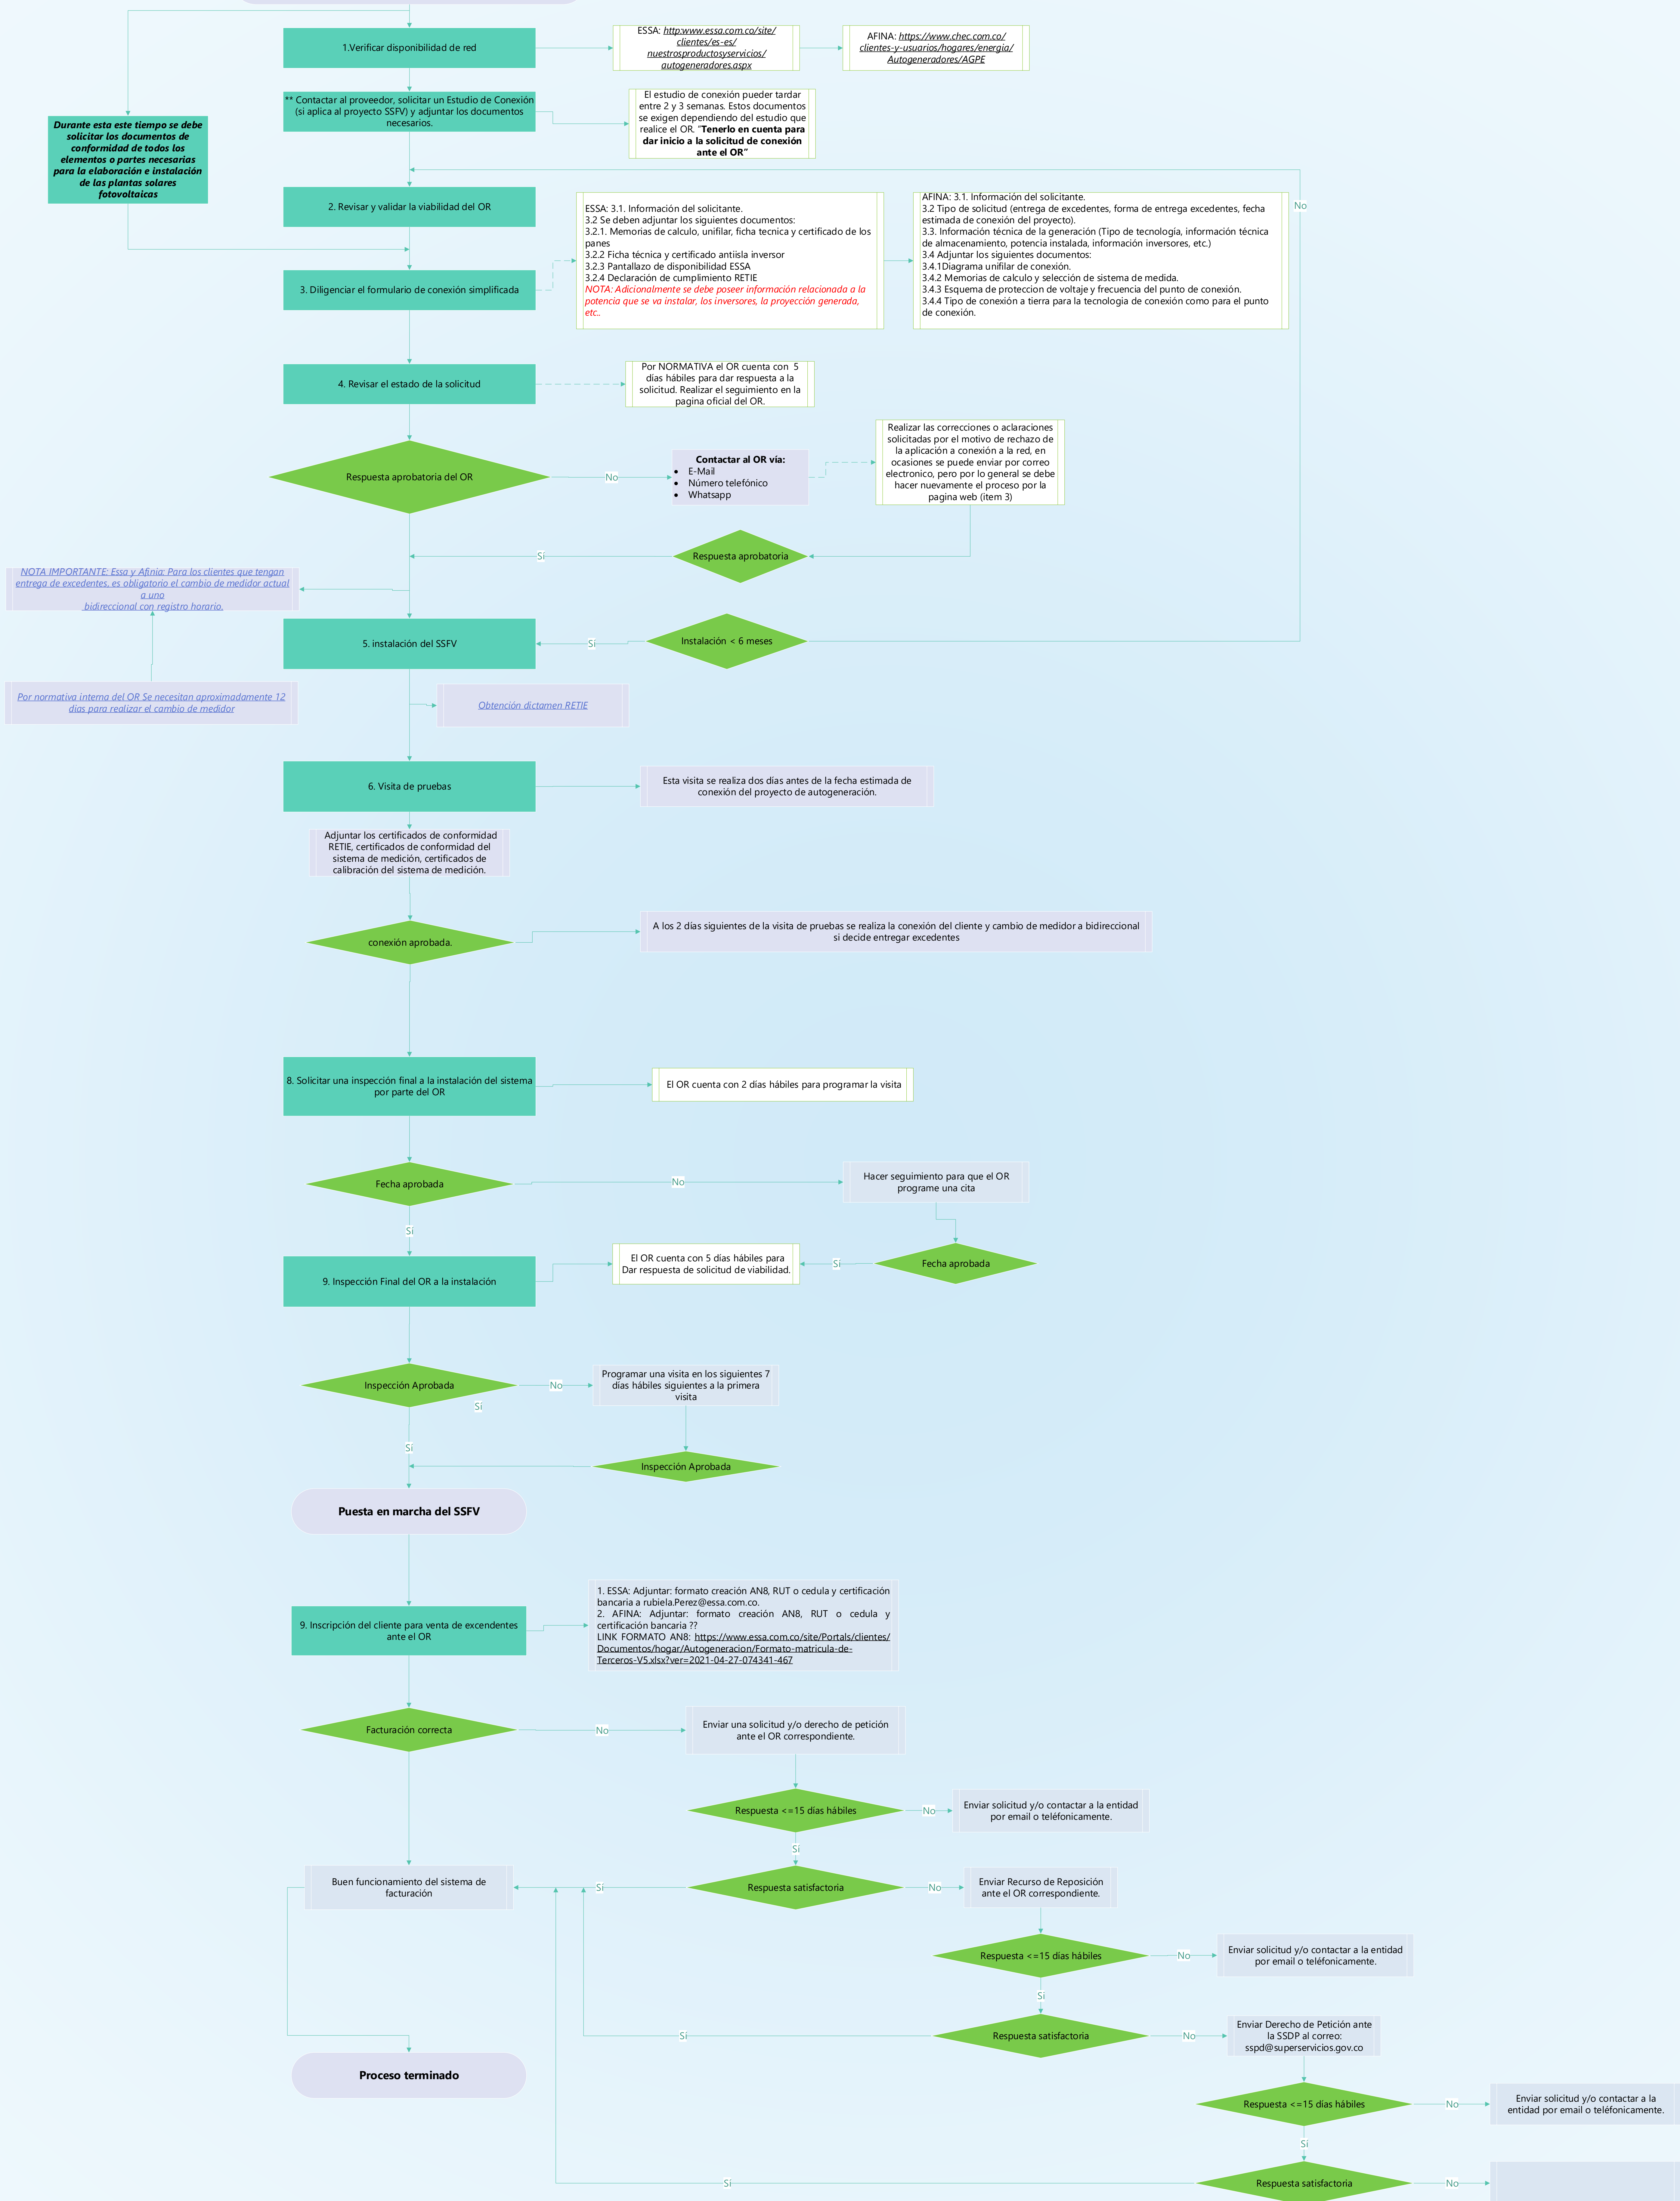 1.Verificar disponibilidad de red
ESSA: http:www.essa.com.co/site/
clientes/es-es/
nuestrosproductosyservicios/
autogeneradores.aspx
AFINA: https://www.chec.com.co/
clientes-y-usuarios/hogares/energia/
Autogeneradores/AGPE
** Contactar al proveedor, solicitar un Estudio de Conexión
(si aplica al proyecto SSFV) y adjuntar los documentos
necesarios.
El estudio de conexión pueder tardar
entre 2 y 3 semanas. Estos documentos
se exigen dependiendo del estudio que
realice el OR. "Tenerlo en cuenta para
dar inicio a la solicitud de conexión
ante el OR"
Durante esta este tiempo se debe
solicitar los documentos de
conformidad de todos los
elementos o partes necesarias
para la elaboración e instalación
de las plantas solares
fotovoltaicas
No
2. Revisar y validar la viabilidad del OR
3. Diligenciar el formulario de conexión simplificada
ESSA: 3.1. Información del solicitante.
3.2 Se deben adjuntar los siguientes documentos:
3.2.1. Memorias de calculo, unifilar, ficha tecnica y certificado de los
panes
3.2.2 Ficha técnica y certificado antiisla inversor
3.2.3 Pantallazo de disponibilidad ESSA
3.2.4 Declaración de cumplimiento RETIE
NOTA: Adicionalmente se debe poseer información relacionada a la
potencia que se va instalar, los inversores, la proyección generada,
etc..
AFINA: 3.1. Información del solicitante.
3.2 Tipo de solicitud (entrega de excedentes, forma de entrega excedentes, fecha
estimada de conexión del proyecto).
3.3. Información técnica de la generación (Tipo de tecnología, información técnica
de almacenamiento, potencia instalada, información inversores, etc.)
3.4 Adjuntar los siguientes documentos:
3.4.1Diagrama unifilar de conexión.
3.4.2 Memorias de calculo y selección de sistema de medida.
3.4.3 Esquema de proteccion de voltaje y frecuencia del punto de conexión.
3.4.4 Tipo de conexión a tierra para la tecnologia de conexión como para el punto
de conexión.
4. Revisar el estado de la solicitud
Por NORMATIVA el OR cuenta con 5
días hábiles para dar respuesta a la
solicitud. Realizar el seguimiento en la
pagina oficial del OR.
Respuesta aprobatoria del OR
No
Contactar al OR vía:
• E-Mail
• Número telefónico
• Whatsapp
Realizar las correcciones o aclaraciones
solicitadas por el motivo de rechazo de
la aplicación a conexión a la red, en
ocasiones se puede enviar por correo
electronico, pero por lo general se debe
hacer nuevamente el proceso por la
pagina web (item 3)
Respuesta aprobatoria
Sí
NOTA IMPORTANTE: Essa y Afinia: Para los clientes que tengan
entrega de excedentes, es obligatorio el cambio de medidor actual
a uno
bidireccional con registro horario.
5. instalación del SSFV
Sí
Instalación < 6 meses
Por normativa interna del OR Se necesitan aproximadamente 12
días para realizar el cambio de medidor
Obtención dictamen RETIE
6. Visita de pruebas
Esta visita se realiza dos días antes de la fecha estimada de
conexión del proyecto de autogeneración.
Adjuntar los certificados de conformidad
RETIE, certificados de conformidad del
sistema de medición, certificados de
calibración del sistema de medición.
conexión aprobada.
A los 2 días siguientes de la visita de pruebas se realiza la conexión del cliente y cambio de medidor a bidireccional
si decide entregar excedentes
8. Solicitar una inspección final a la instalación del sistema
por parte del OR
El OR cuenta con 2 días hábiles para programar la visita
Fecha aprobada
No
Hacer seguimiento para que el OR
programe una cita
Sí
9. Inspección Final del OR a la instalación
El OR cuenta con 5 días hábiles para
Dar respuesta de solicitud de viabilidad.
Sí
Fecha aprobada
Inspección Aprobada
No
Sí
Programar una visita en los siguientes 7
días hábiles siguientes a la primera
visita
Sí
Inspección Aprobada
Puesta en marcha del SSFV
9. Inscripción del cliente para venta de excendentes
ante el OR
1. ESSA: Adjuntar: formato creación AN8, RUT o cedula y certificación
bancaria a rubiela.Perez@essa.com.co.
2. AFINA: Adjuntar: formato creación AN8, RUT o cedula y
certificación bancaria ??
LINK FORMATO AN8: https://www.essa.com.co/site/Portals/clientes/
Documentos/hogar/Autogeneracion/Formato-matricula-de-
Terceros-V5.xlsx?ver=2021-04-27-074341-467
Facturación correcta
No
Enviar una solicitud y/o derecho de petición
ante el OR correspondiente.
Respuesta <=15 días hábiles
No
Enviar solicitud y/o contactar a la entidad
por email o teléfonicamente.
Sí
Buen funcionamiento del sistema de
facturación
Sí
Respuesta satisfactoria
No
Enviar Recurso de Reposición
ante el OR correspondiente.
Respuesta <=15 días hábiles
No
Enviar solicitud y/o contactar a la entidad
por email o teléfonicamente.
Sí
Sí
Respuesta satisfactoria
No
Enviar Derecho de Petición ante
la SSDP al correo:
sspd@superservicios.gov.co
Proceso terminado
Respuesta <=15 días hábiles
No
Enviar solicitud y/o contactar a la
entidad por email o teléfonicamente.
Sí
Sí
Respuesta satisfactoria
No